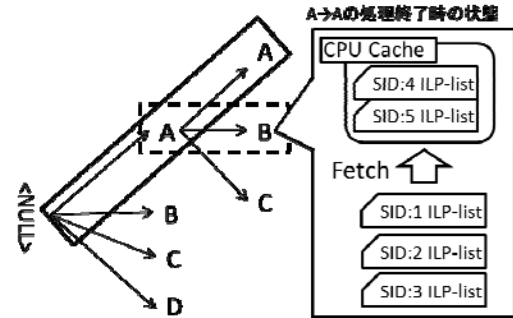 A→Aの処理終了時の状態
CPU Cache
SID:4 ILP-list
SID:5 ILP-list
Fetch
SID:1 ILP-list
SID:2 ILP-list
SID:3 ILP-list
A
A
B
C
B
C
D
<NULL>